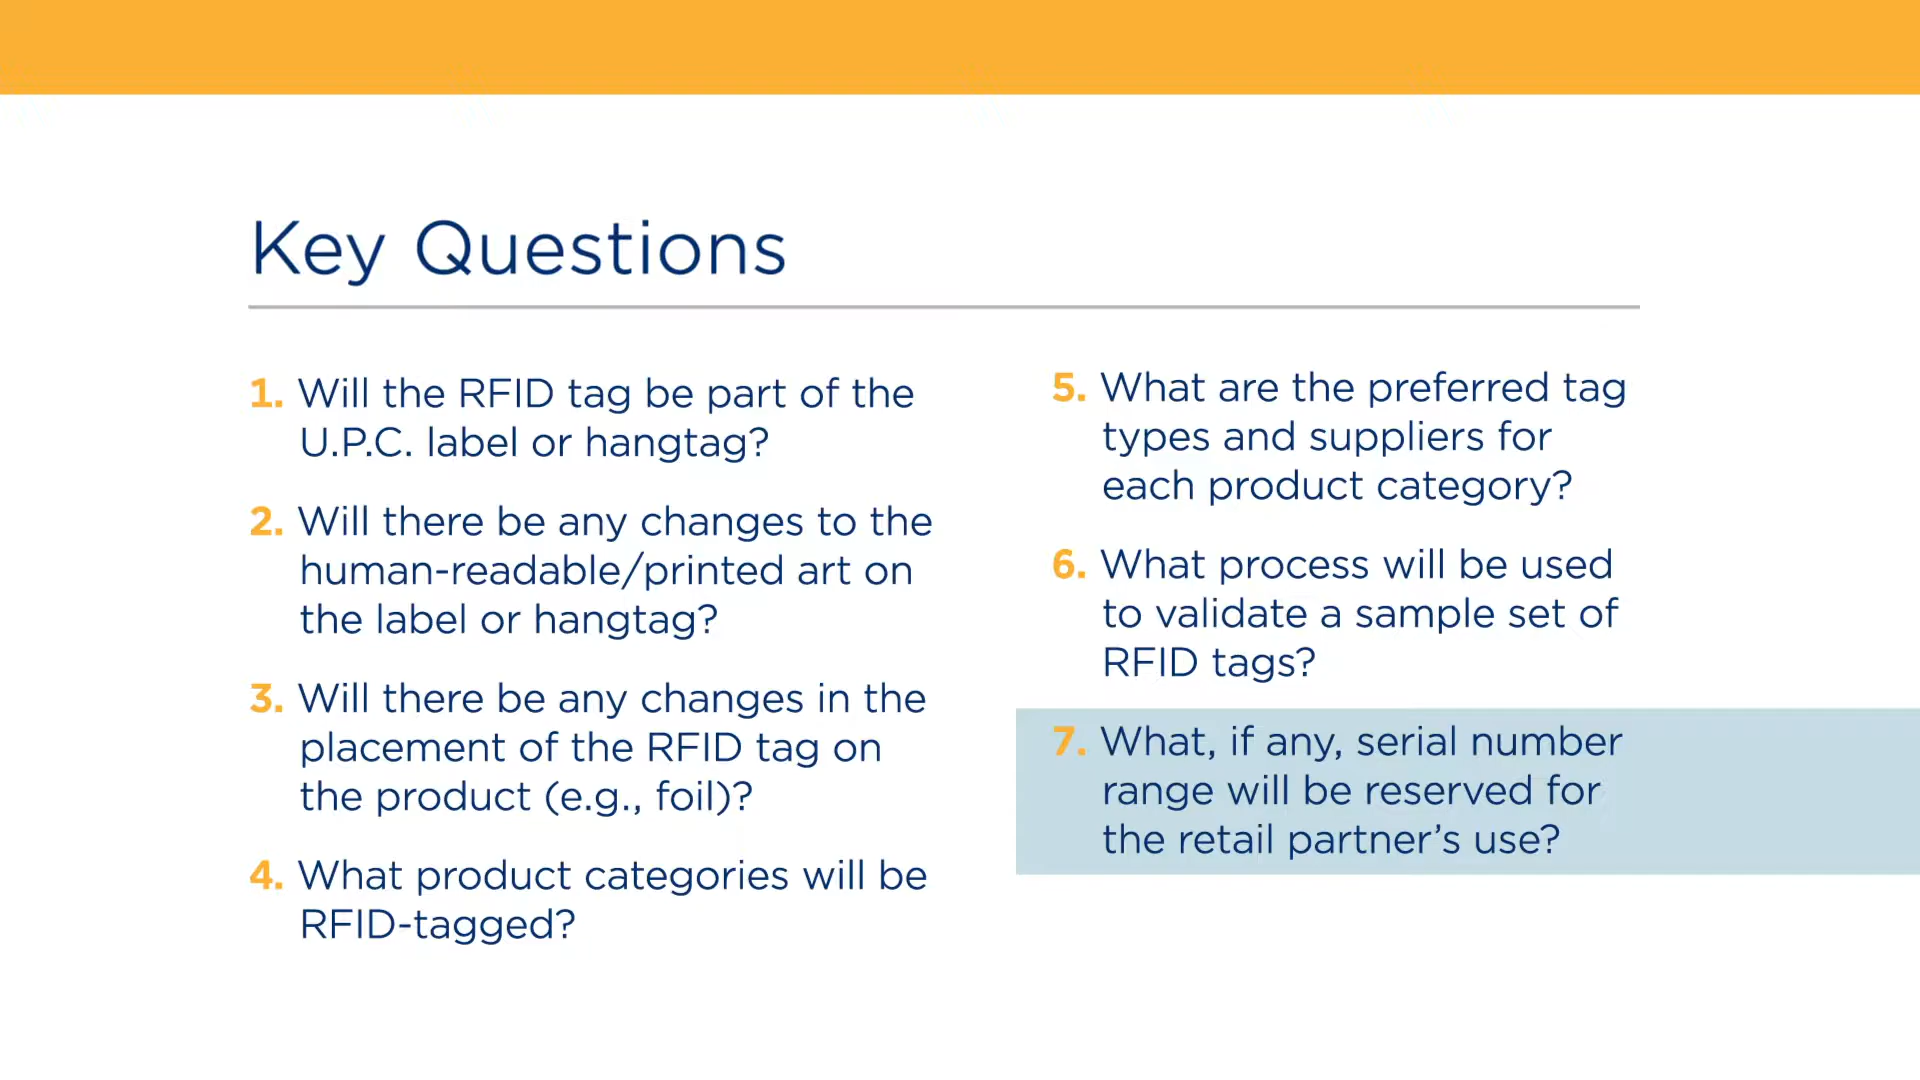 Key Questions
1. Will the RFID tag be part of the
U.P.C. label or hangtag?
2. Will there be any changes to the
human-readable/printed art on
the label or hangtag?
3. Will there be any changes in the
placement of the RFID tag on
the product (e.g., foil)?
4. What product categories will be
RFID-tagged?
5. What are the preferred tag
types and suppliers for
each product category?
6. What process will be used
to validate a sample set of
RFID tags?
7. What, if any, serial number
range will be reserved for
the retail partner’s use?